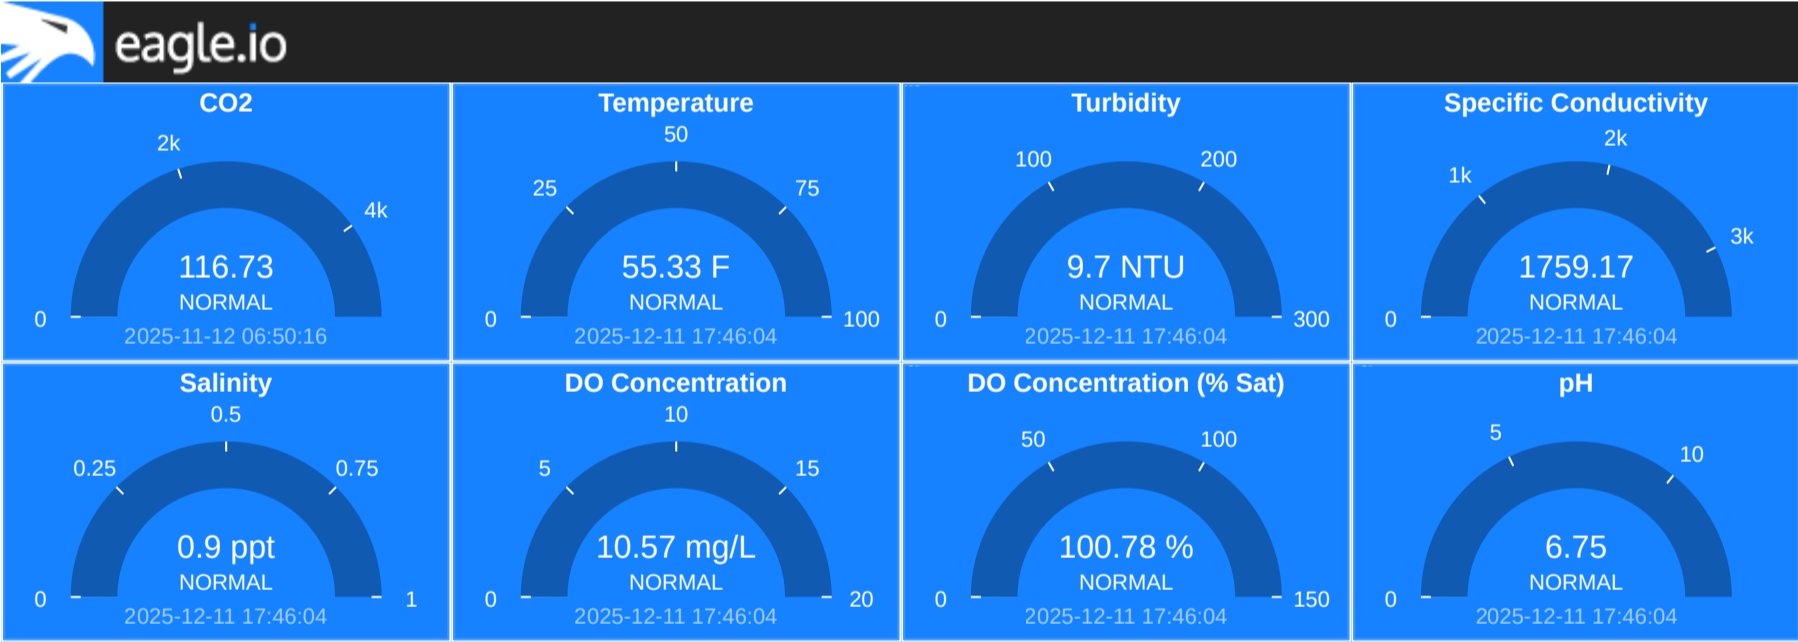 eagle.io
CO2
2k
4k
116.73
NORMAL
0
2025-11-12 06:50:16
Temperature
50
25
75
55.33 F
NORMAL
0
100
2025-12-11 17:46:04
Turbidity
100
200
9.7 NTU
NORMAL
0
300
2025-12-11 17:46:04
Specific Conductivity
2k
1k
3k
1759.17
NORMAL
0
2025-12-11 17:46:04
Salinity
0.5
0.25
0.75
0.9 ppt
NORMAL
0
1
2025-12-11 17:46:04
DO Concentration
10
5
15
10.57 mg/L
NORMAL
0
20
2025-12-11 17:46:04
DO Concentration (% Sat)
50
100
100.78 %
NORMAL
0
150
2025-12-11 17:46:04
pH
5
10
6.75
NORMAL
0
2025-12-11 17:46:04